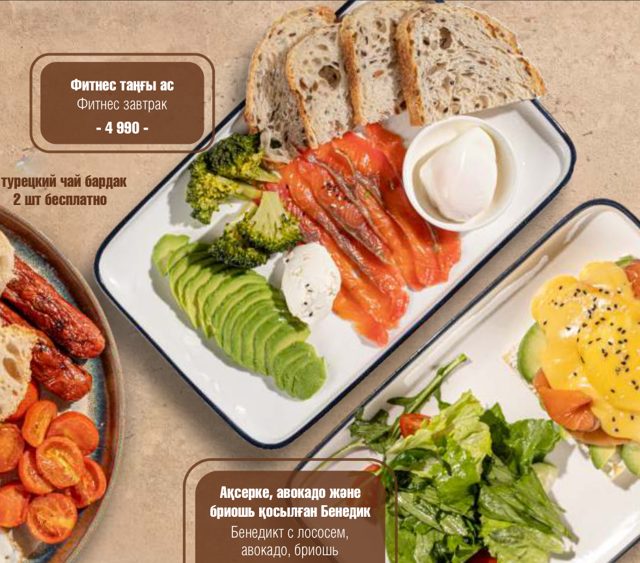 Фитнес таңғы ас
Фитнес завтрак
- 4 990 -
турецкий чай бардак
2 шт бесплатно
Ақсерке, авокадо және
бриошь қосылған Бенедик
Бенедикт с лососем,
авокадо, бриошь